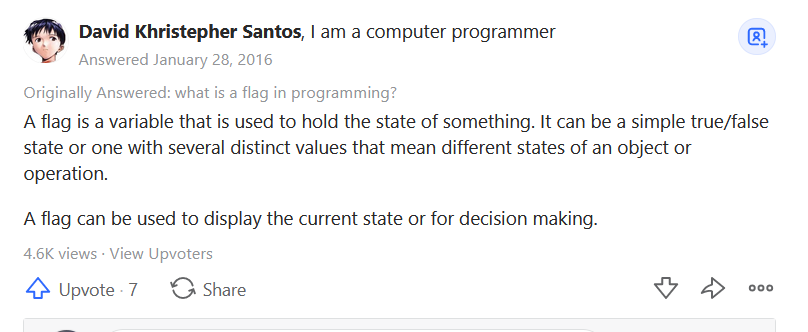 David Khristepher Santos, I am a computer programmer
Answered January 28, 2016
Originally Answered: what is a flag in programming?
A flag is a variable that is used to hold the state of something. It can be a simple true/false
state or one with several distinct values that mean different states of an object or
operation.
A flag can be used to display the current state or for decision making.
4.6K views · View Upvoters
Upvote · 7 Share